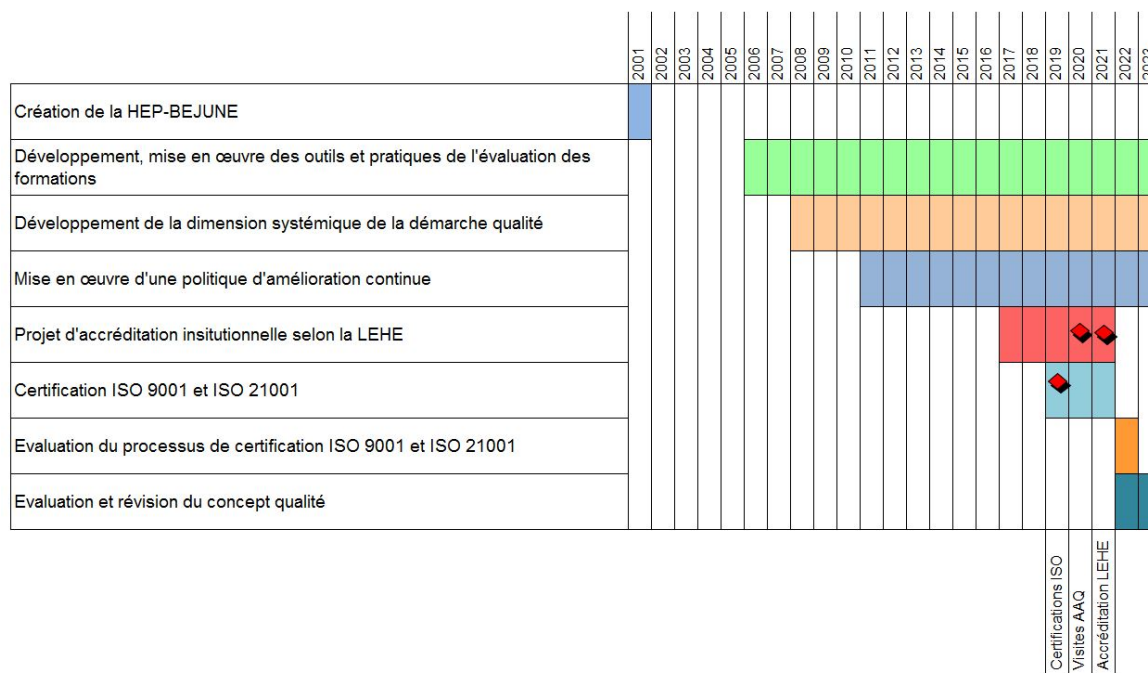 2001
2002
2003
2004
2005
2006
2007
2008
2009
2010
2011
2012
2013
2014
2015
2016
2017
2018
2019
2020
2021
2022
2023
Création de la HEP-BEJUNE
Développement, mise en œuvre des outils et pratiques de l'évaluation des
formations
Développement de la dimension systémique de la démarche qualité
Mise en œuvre d'une politique d'amélioration continue
Projet d'accréditation insitutionnelle selon la LEHE
Certification ISO 9001 et ISO 21001
Evaluation du processus de certification ISO 9001 et ISO 21001
Evaluation et révision du concept qualité
Certifications ISO
Visites AAQ
Accréditation LEHE